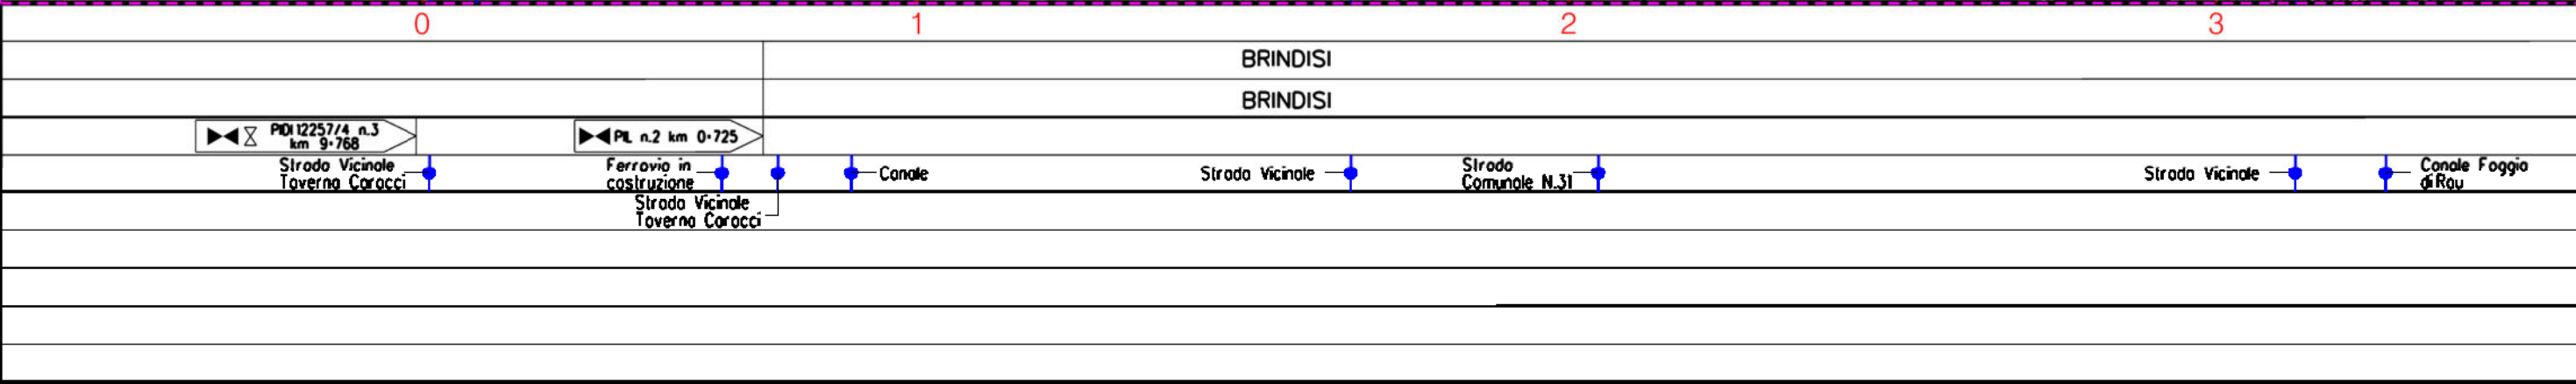 0 1 2 3
BRINDISI
BRINDISI
PIDI 12257/4 n.3
km 9+768
PIL n.2 km 0+725
Strada Vicinale
Taverna Caracci
Ferrovia in
costruzione
Strada Vicinale
Taverna Caracci
Canale
Strada Vicinale
Strada
Comunale N.31
Strada Vicinale
Canale Foggia
di Rau